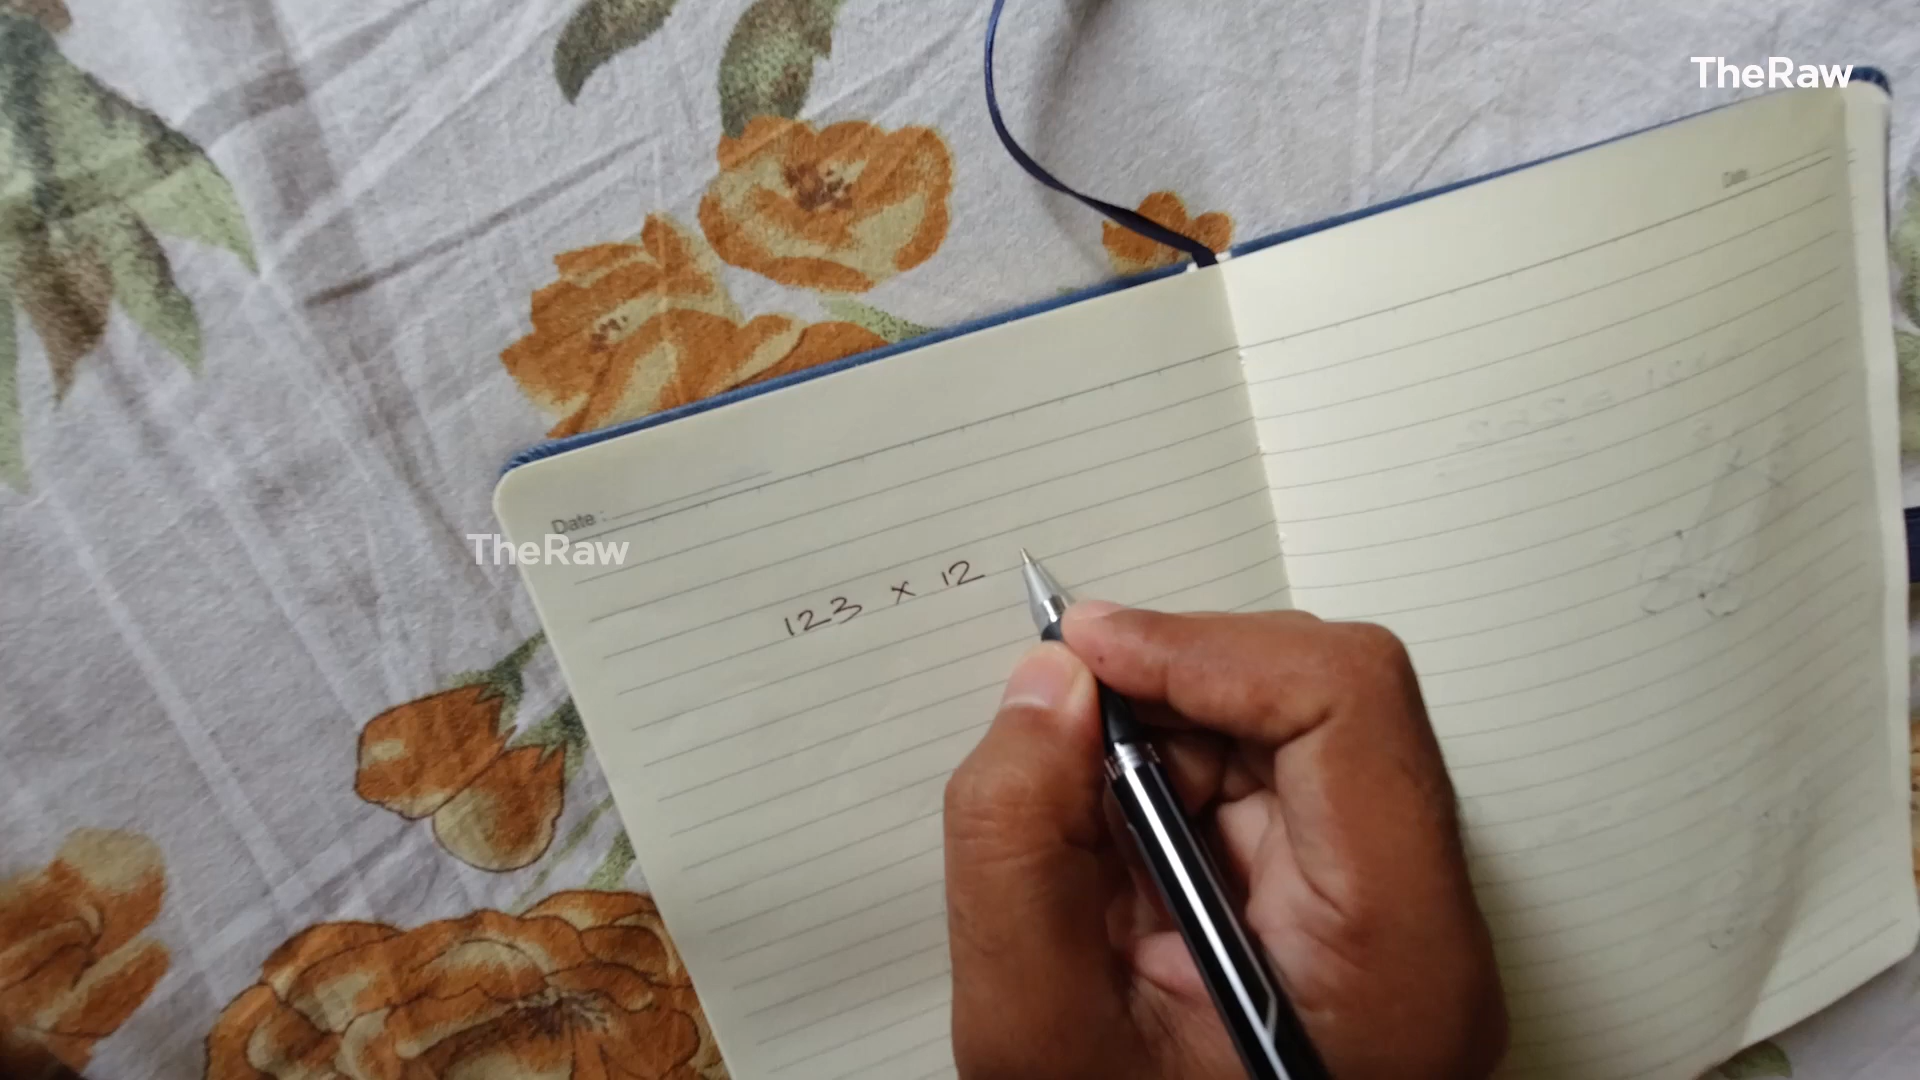 TheRaw
Date
Date :
TheRaw
123 x 12